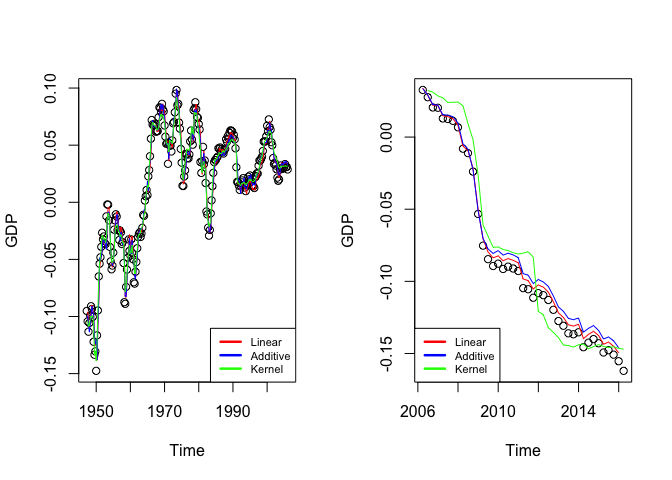 GDP
0.10
0.05
0.00
-0.05
-0.10
-0.15
Linear
Additive
Kernel
1950
1970
1990
Time
GDP
0.00
-0.05
-0.10
-0.15
Linear
Additive
Kernel
2006
2010
2014
Time